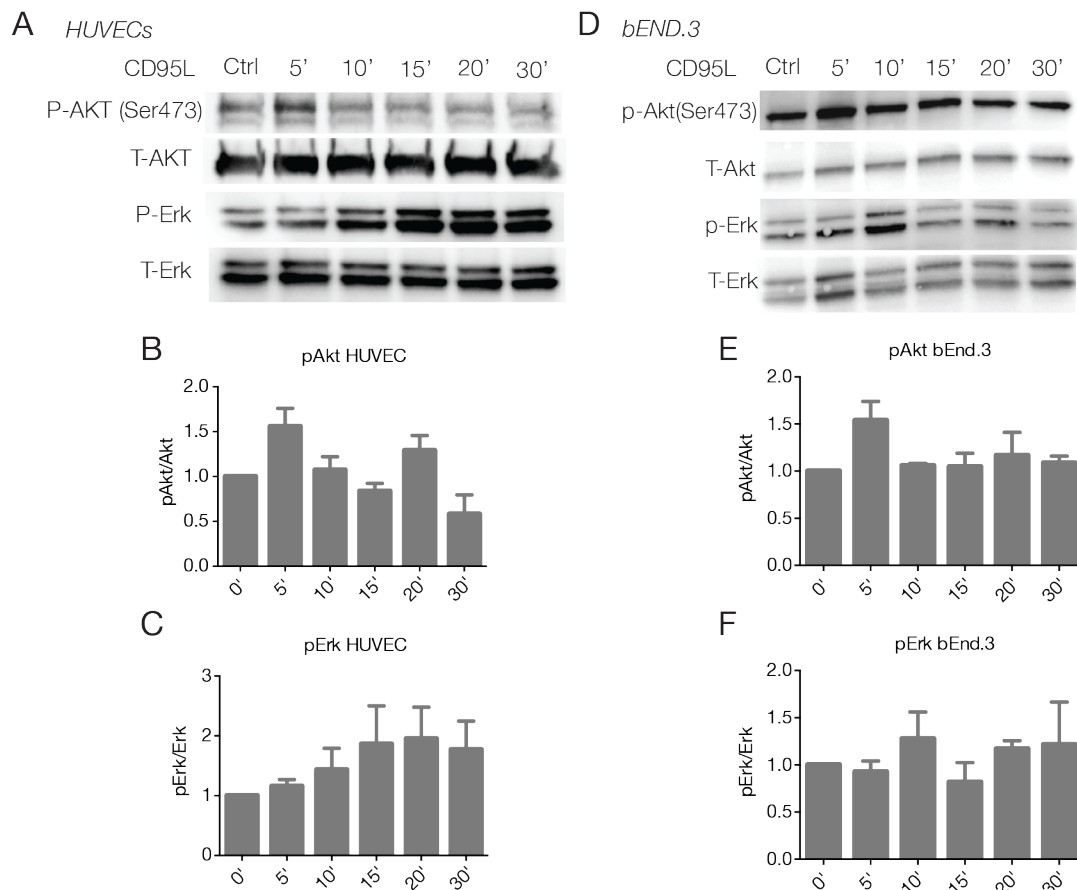 A HUVECs
CD95L Ctrl 5' 10' 15' 20' 30'
P-AKT (Ser473)
T-AKT
P-Erk
T-Erk
D bEND.3
CD95L Ctrl 5' 10' 15' 20' 30'
p-Akt(Ser473)
T-Akt
p-Erk
T-Erk
B
pAkt HUVEC
pAkt/Akt
2.0
1.5
1.0
0.5
0.0
0' 5' 10' 15' 20' 30'
E
pAkt bEnd.3
pAkt/Akt
2.0
1.5
1.0
0.5
0.0
0' 5' 10' 15' 20' 30'
C
pErk HUVEC
pErk/Erk
3
2
1
0
0' 5' 10' 15' 20' 30'
F
pErk bEnd.3
pErk/Erk
2.0
1.5
1.0
0.5
0.0
0' 5' 10' 15' 20' 30'